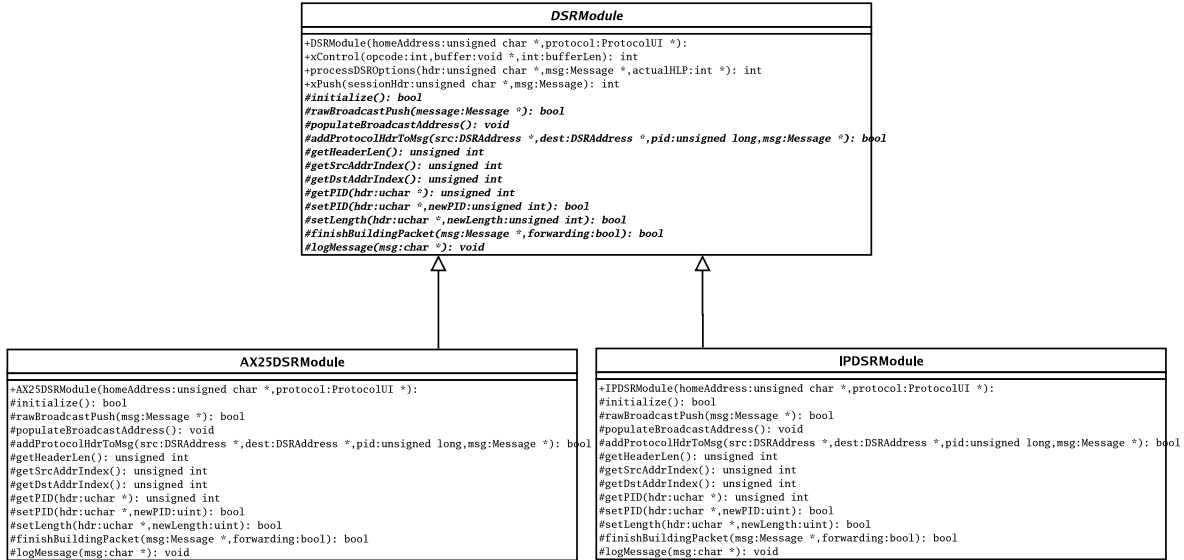 DSRModule
+DSRModule(homeAddress:unsigned char *,protocol:ProtocolUI *):
+xControl(opcode:int,buffer:void *,int:bufferLen): int
+processDSROptions(hdr:unsigned char *,msg:Message *,actualHLP:int *): int
+xPush(sessionHdr:unsigned char *,msg:Message): int
#initialize(): bool
#rawBroadcastPush(message:Message *): bool
#populateBroadcastAddress(): void
#addProtocolHdrToMsg(src:DSRAddress *,dest:DSRAddress *,pid:unsigned long,msg:Message *): bool
#getHeaderLen(): unsigned int
#getSrcAddrIndex(): unsigned int
#getDstAddrIndex(): unsigned int
#getPID(hdr:uchar *): unsigned int
#setPID(hdr:uchar *,newPID:unsigned int): bool
#setLength(hdr:uchar *,newLength:unsigned int): bool
#finishBuildingPacket(msg:Message *,forwarding:bool): bool
#logMessage(msg:char *): void
AX25DSRModule
+AX25DSRModule(homeAddress:unsigned char *,protocol:ProtocolUI *):
#initialize(): bool
#rawBroadcastPush(msg:Message *): bool
#populateBroadcastAddress(): void
#addProtocolHdrToMsg(src:DSRAddress *,dest:DSRAddress *,pid:unsigned long,msg:Message *): bool
#getHeaderLen(): unsigned int
#getSrcAddrIndex(): unsigned int
#getDstAddrIndex(): unsigned int
#getPID(hdr:uchar *): unsigned int
#setPID(hdr:uchar *,newPID:uint): bool
#setLength(hdr:uchar *,newLength:uint): bool
#finishBuildingPacket(msg:Message *,forwarding:bool): bool
#logMessage(msg:char *): void
IPDSRModule
+IPDSRModule(homeAddress:unsigned char *,protocol:ProtocolUI *):
#initialize(): bool
#rawBroadcastPush(msg:Message *): bool
#populateBroadcastAddress(): void
#addProtocolHdrToMsg(src:DSRAddress *,dest:DSRAddress *,pid:unsigned long,msg:Message *): bool
#getHeaderLen(): unsigned int
#getSrcAddrIndex(): unsigned int
#getDstAddrIndex(): unsigned int
#getPID(hdr:uchar *): unsigned int
#setPID(hdr:uchar *,newPID:uint): bool
#setLength(hdr:uchar *,newLength:uint): bool
#finishBuildingPacket(msg:Message *,forwarding:bool): bool
#logMessage(msg:char *): void